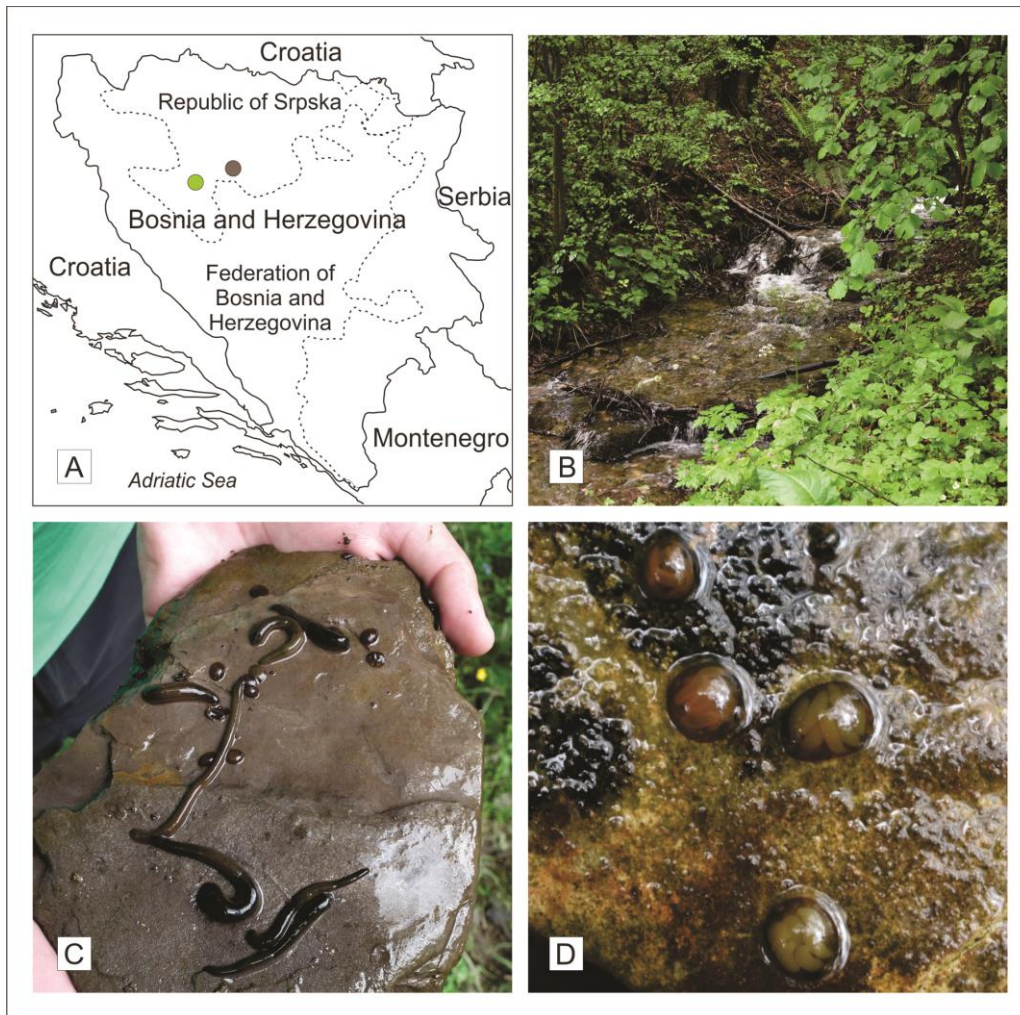 Croatia
Republic of Srpska
Serbia
Bosnia and Herzegovina
Croatia
Federation of
Bosnia and
Herzegovina
Montenegro
A
Adriatic Sea
B
C
D